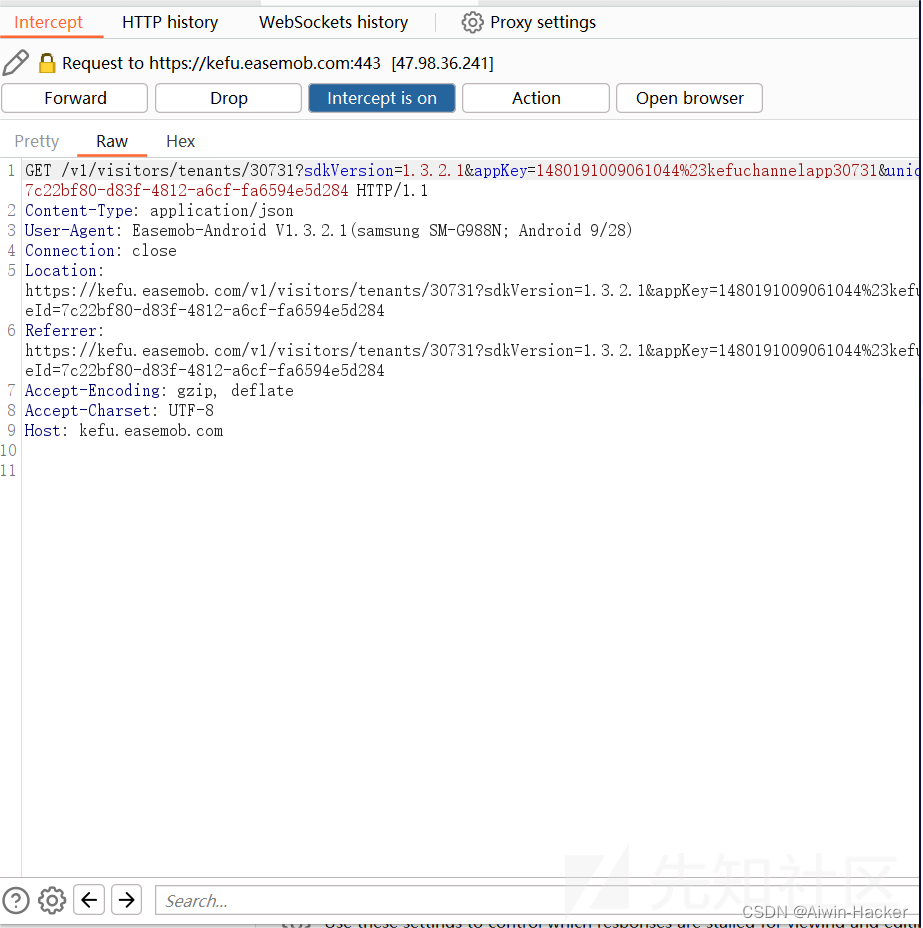 Intercept HTTP history WebSockets history Proxy settings
Request to https://kefu.easemob.com:443 [47.98.36.241]
Forward Drop Intercept is on Action Open browser
Pretty Raw Hex
1 GET /v1/visitors/tenants/30731?sdkVersion=1.3.2.1&appKey=1480191009061044%23kefuchannelapp30731&uniq
7c22bf80-d83f-4812-a6cf-fa6594e5d284 HTTP/1.1
2 Content-Type: application/json
3 User-Agent: Easemob-Android V1.3.2.1(samsung SM-G988N; Android 9/28)
4 Connection: close
5 Location:
https://kefu.easemob.com/v1/visitors/tenants/30731?sdkVersion=1.3.2.1&appKey=1480191009061044%23kefu
eId=7c22bf80-d83f-4812-a6cf-fa6594e5d284
6 Referrer:
https://kefu.easemob.com/v1/visitors/tenants/30731?sdkVersion=1.3.2.1&appKey=1480191009061044%23kefu
eId=7c22bf80-d83f-4812-a6cf-fa6594e5d284
7 Accept-Encoding: gzip, deflate
8 Accept-Charset: UTF-8
9 Host: kefu.easemob.com
10
11
先知社区
Search...
CSDN @Aiwin-Hacker
Use these settings to control which responses are stalled for viewing and editi